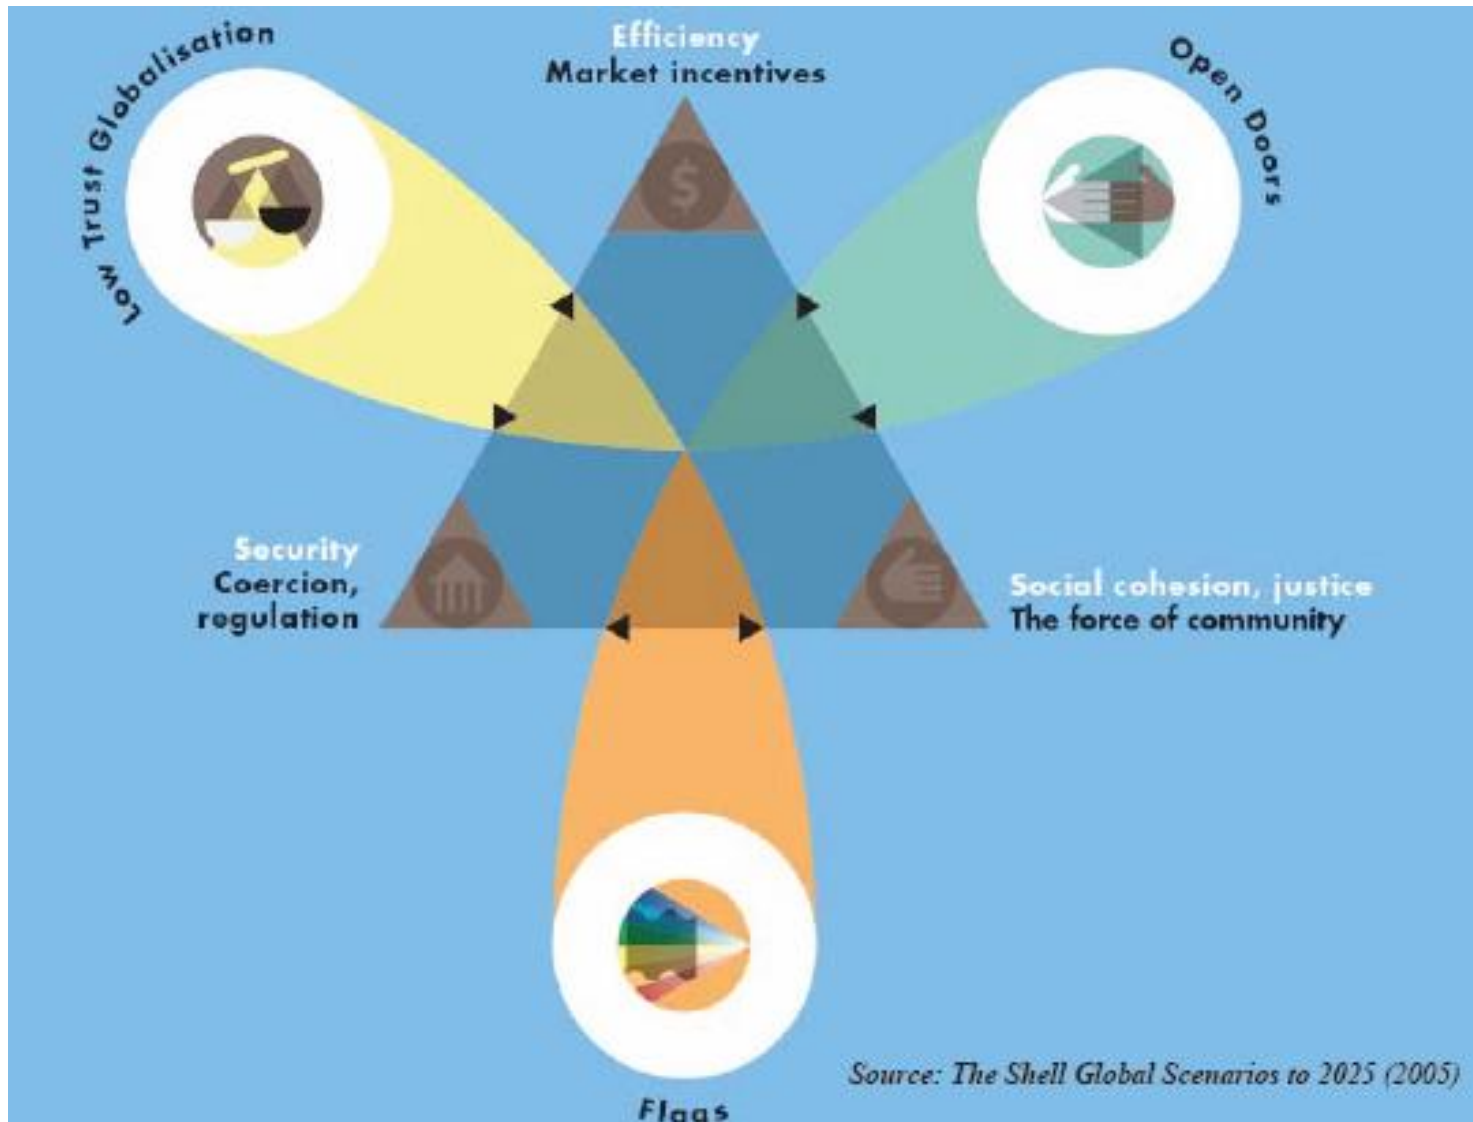 Low Trust Globalisation
Efficiency
Market incentives
Open Doors
$
Security
Coercion,
regulation
Social cohesion, justice
The force of community
Flags
Source: The Shell Global Scenarios to 2025 (2005)